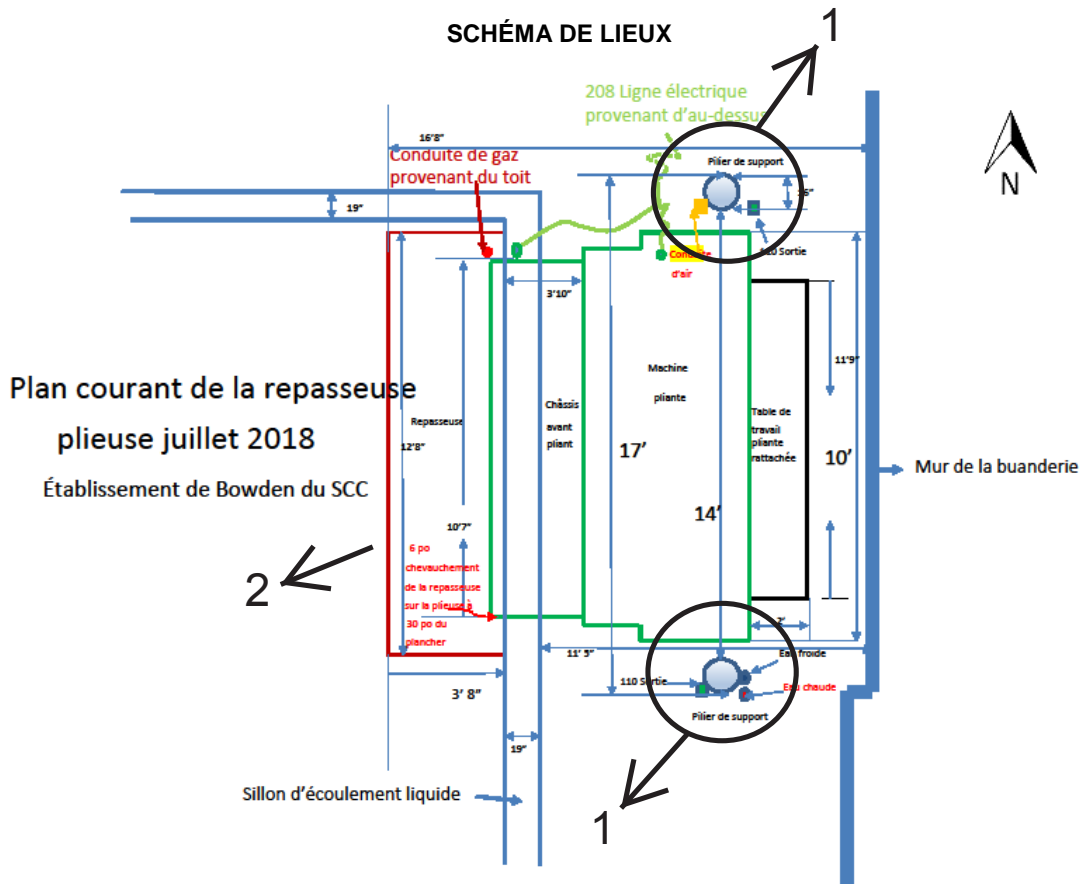 SCHÉMA DE LIEUX
1
208 Ligne électrique
provenant d'au-dessus
16'8"
Conduite de gaz
provenant du toit
Pilier de support
N
19"
110 Sortie
Conduite
d'air
3'10"
11'9"
Plan courant de la repasseuse
plieuse juillet 2018
Établissement de Bowden du SCC
Repasseuse
12'8"
Châssis
avant
pliant
Machine
pliante
17'
14'
Table de
travail
pliante
rattachée
10'
Mur de la buanderie
10'7"
6 po
chevauchement
de la repasseuse
sur la plieuse à
30 po du
plancher
2
2'
11' 5"
Eau froide
3' 8"
110 Sortie
Eau chaude
Pilier de support
19"
Sillon d'écoulement liquide
1